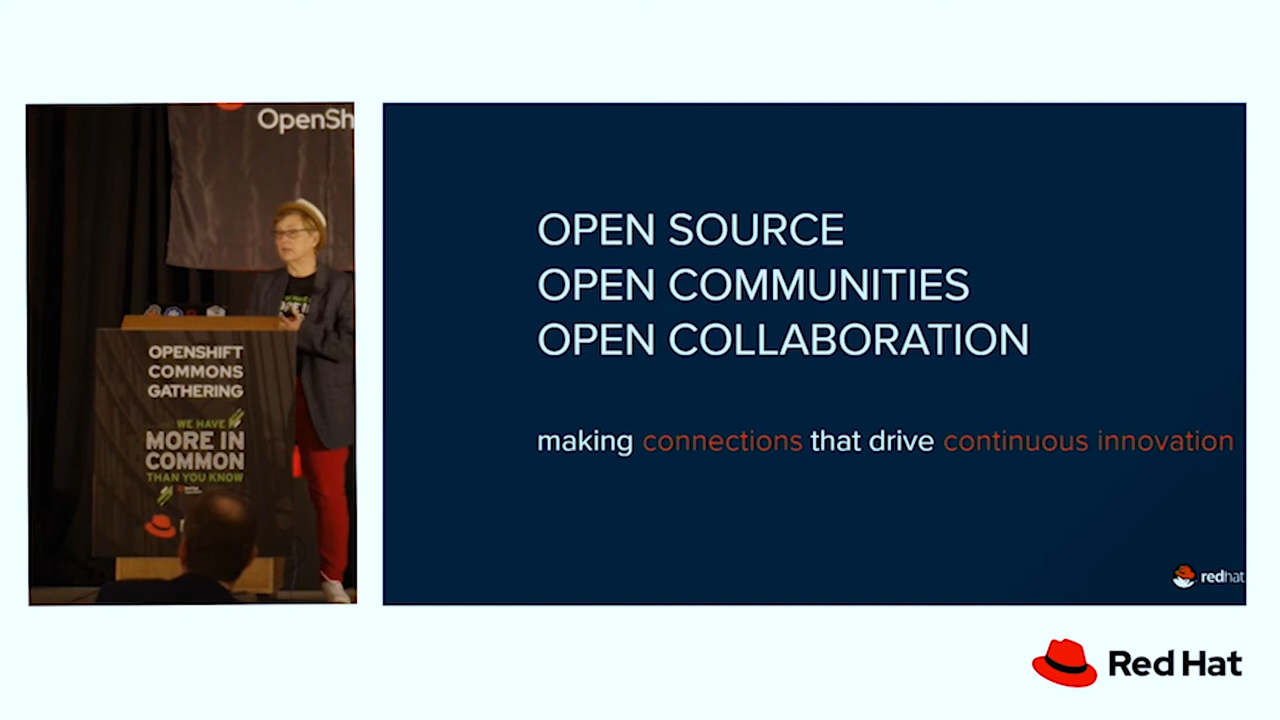 OpenSh
OPENSHIFT
COMMONS
GATHERING
WE HAVE
MORE IN
COMMON
THAN YOU KNOW
OPEN SOURCE
OPEN COMMUNITIES
OPEN COLLABORATION
making connections that drive continuous innovation
redhat
Red Hat